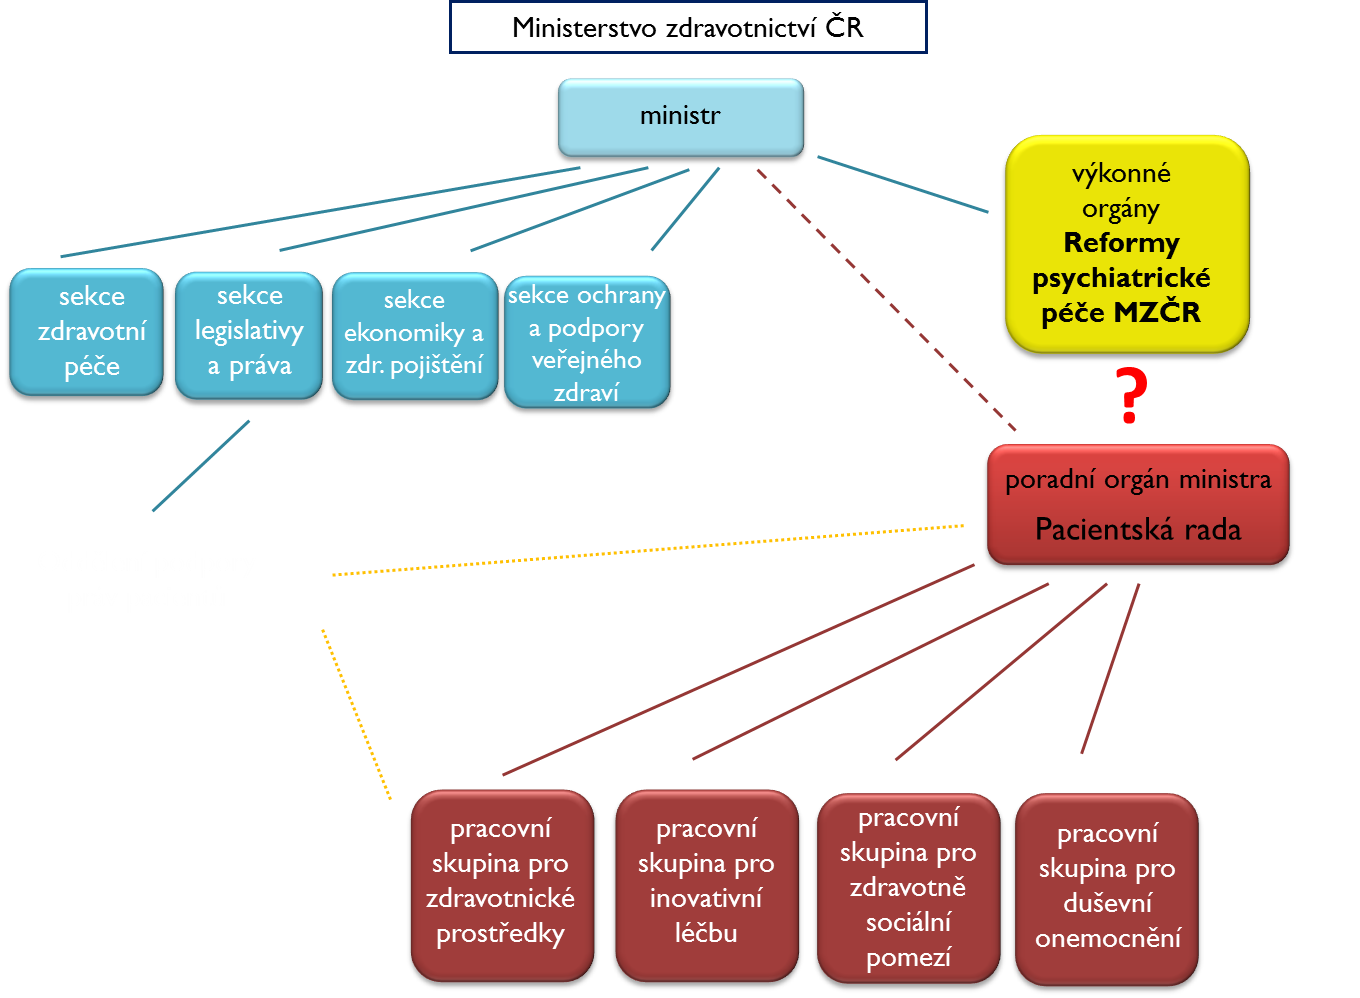 Ministerstvo zdravotnictví ČR
ministr
výkonné
orgány
Reformy
psychiatrické
péče MZČR
sekce
zdravotní
péče
sekce
legislativy
a práva
sekce
ekonomiky a
zdr. pojištění
sekce ochrany
a podpory
veřejného
zdraví
?
poradní orgán ministra
Pacientská rada
pracovní
skupina pro
zdravotnické
prostředky
pracovní
skupina pro
inovativní
léčbu
pracovní
skupina pro
zdravotně
sociální
pomezí
pracovní
skupina pro
duševní
onemocnění